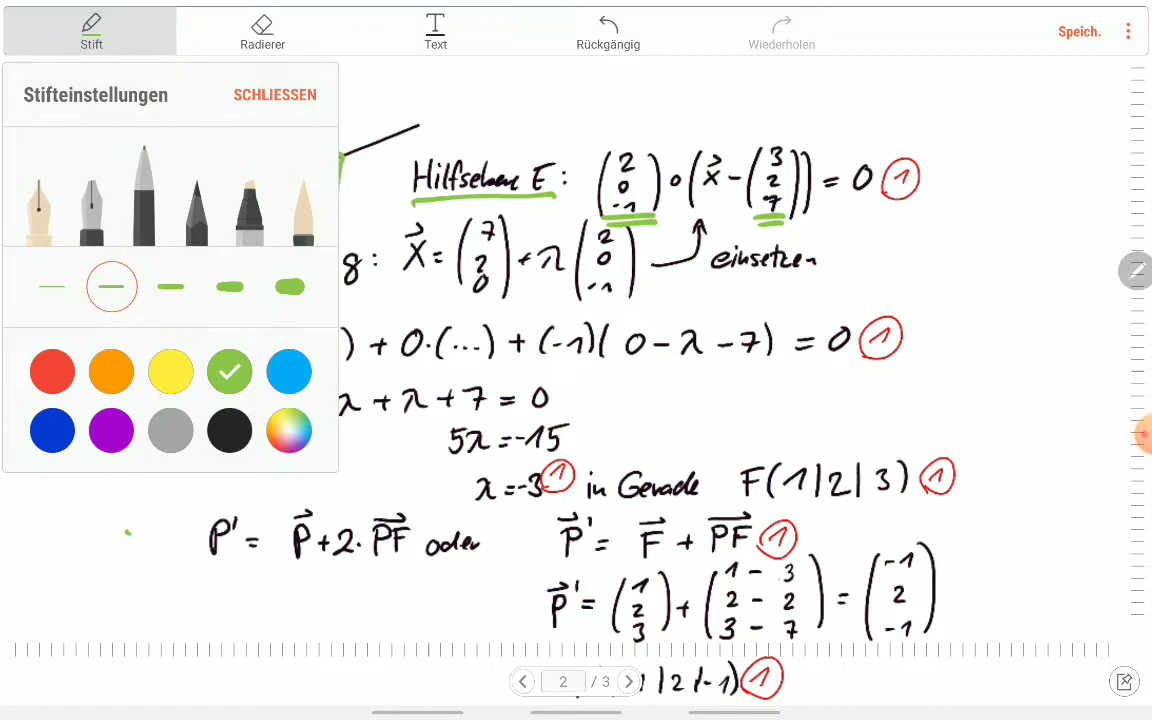 Stift Radierer Text Rückgängig Wiederholen Speich.
Stifteinstellungen SCHLIESSEN
Hilfsebene E: (2 0 -1) ∘ (x⃗ - (3 2 7)) = 0 ①
g: X⃗ = (7 2 0) + λ (2 0 -1) einsetzen
) + 0·(...) + (-1)( 0 - λ - 7) = 0 ①
λ + λ + 7 = 0
5λ = -15
λ = -3 ① in Gerade F(1|2|3) ①
P' = P⃗ + 2·PF⃗ oder P⃗' = F⃗ + PF⃗ ①
P⃗' = (1 2 3) + (1 - 3 2 - 2 3 - 7) = (-1 2 -1)
|2|-1) ①
2 / 3